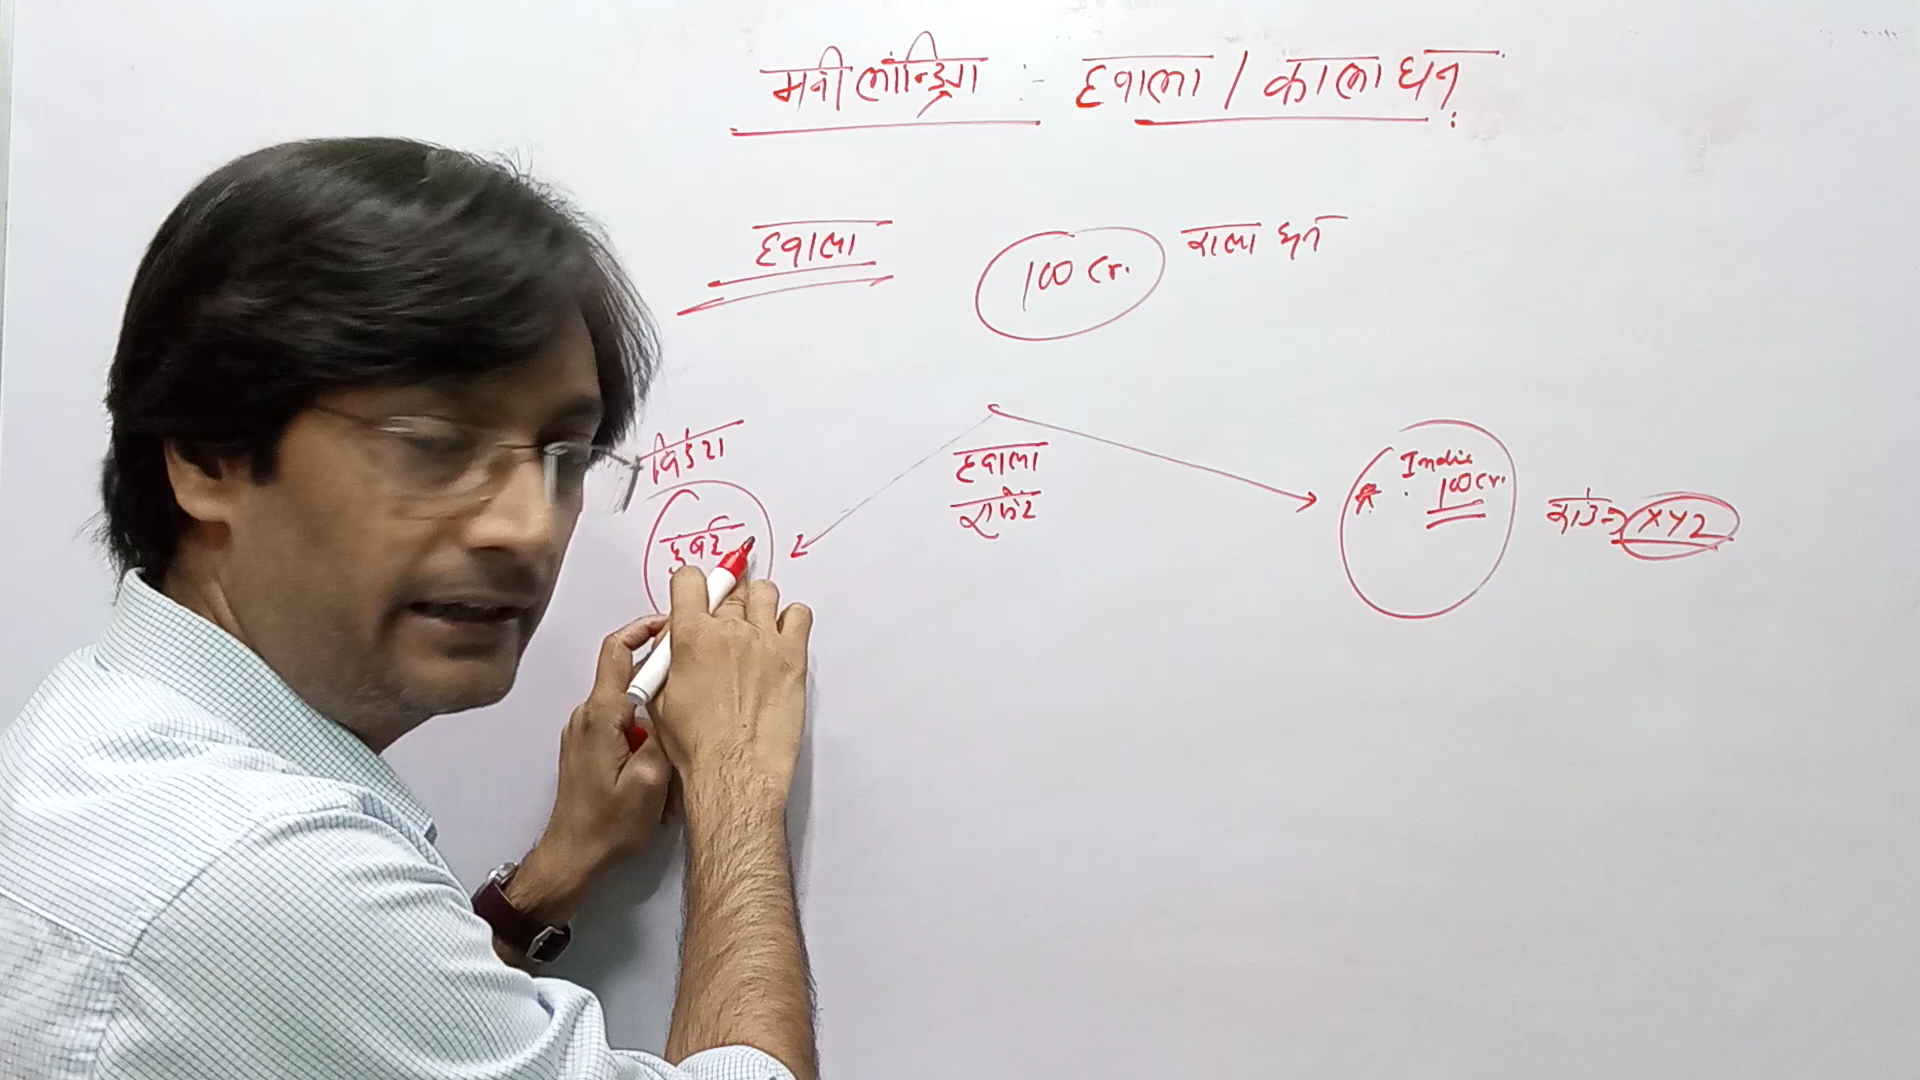 मनी लॉन्ड्रिंग :- हवाला / काला धन :
हवाला
100 Cr. काला धन
विदेश
दुबई
हवाला
रॉकेट
India
100 Cr.
कोड => XYZ